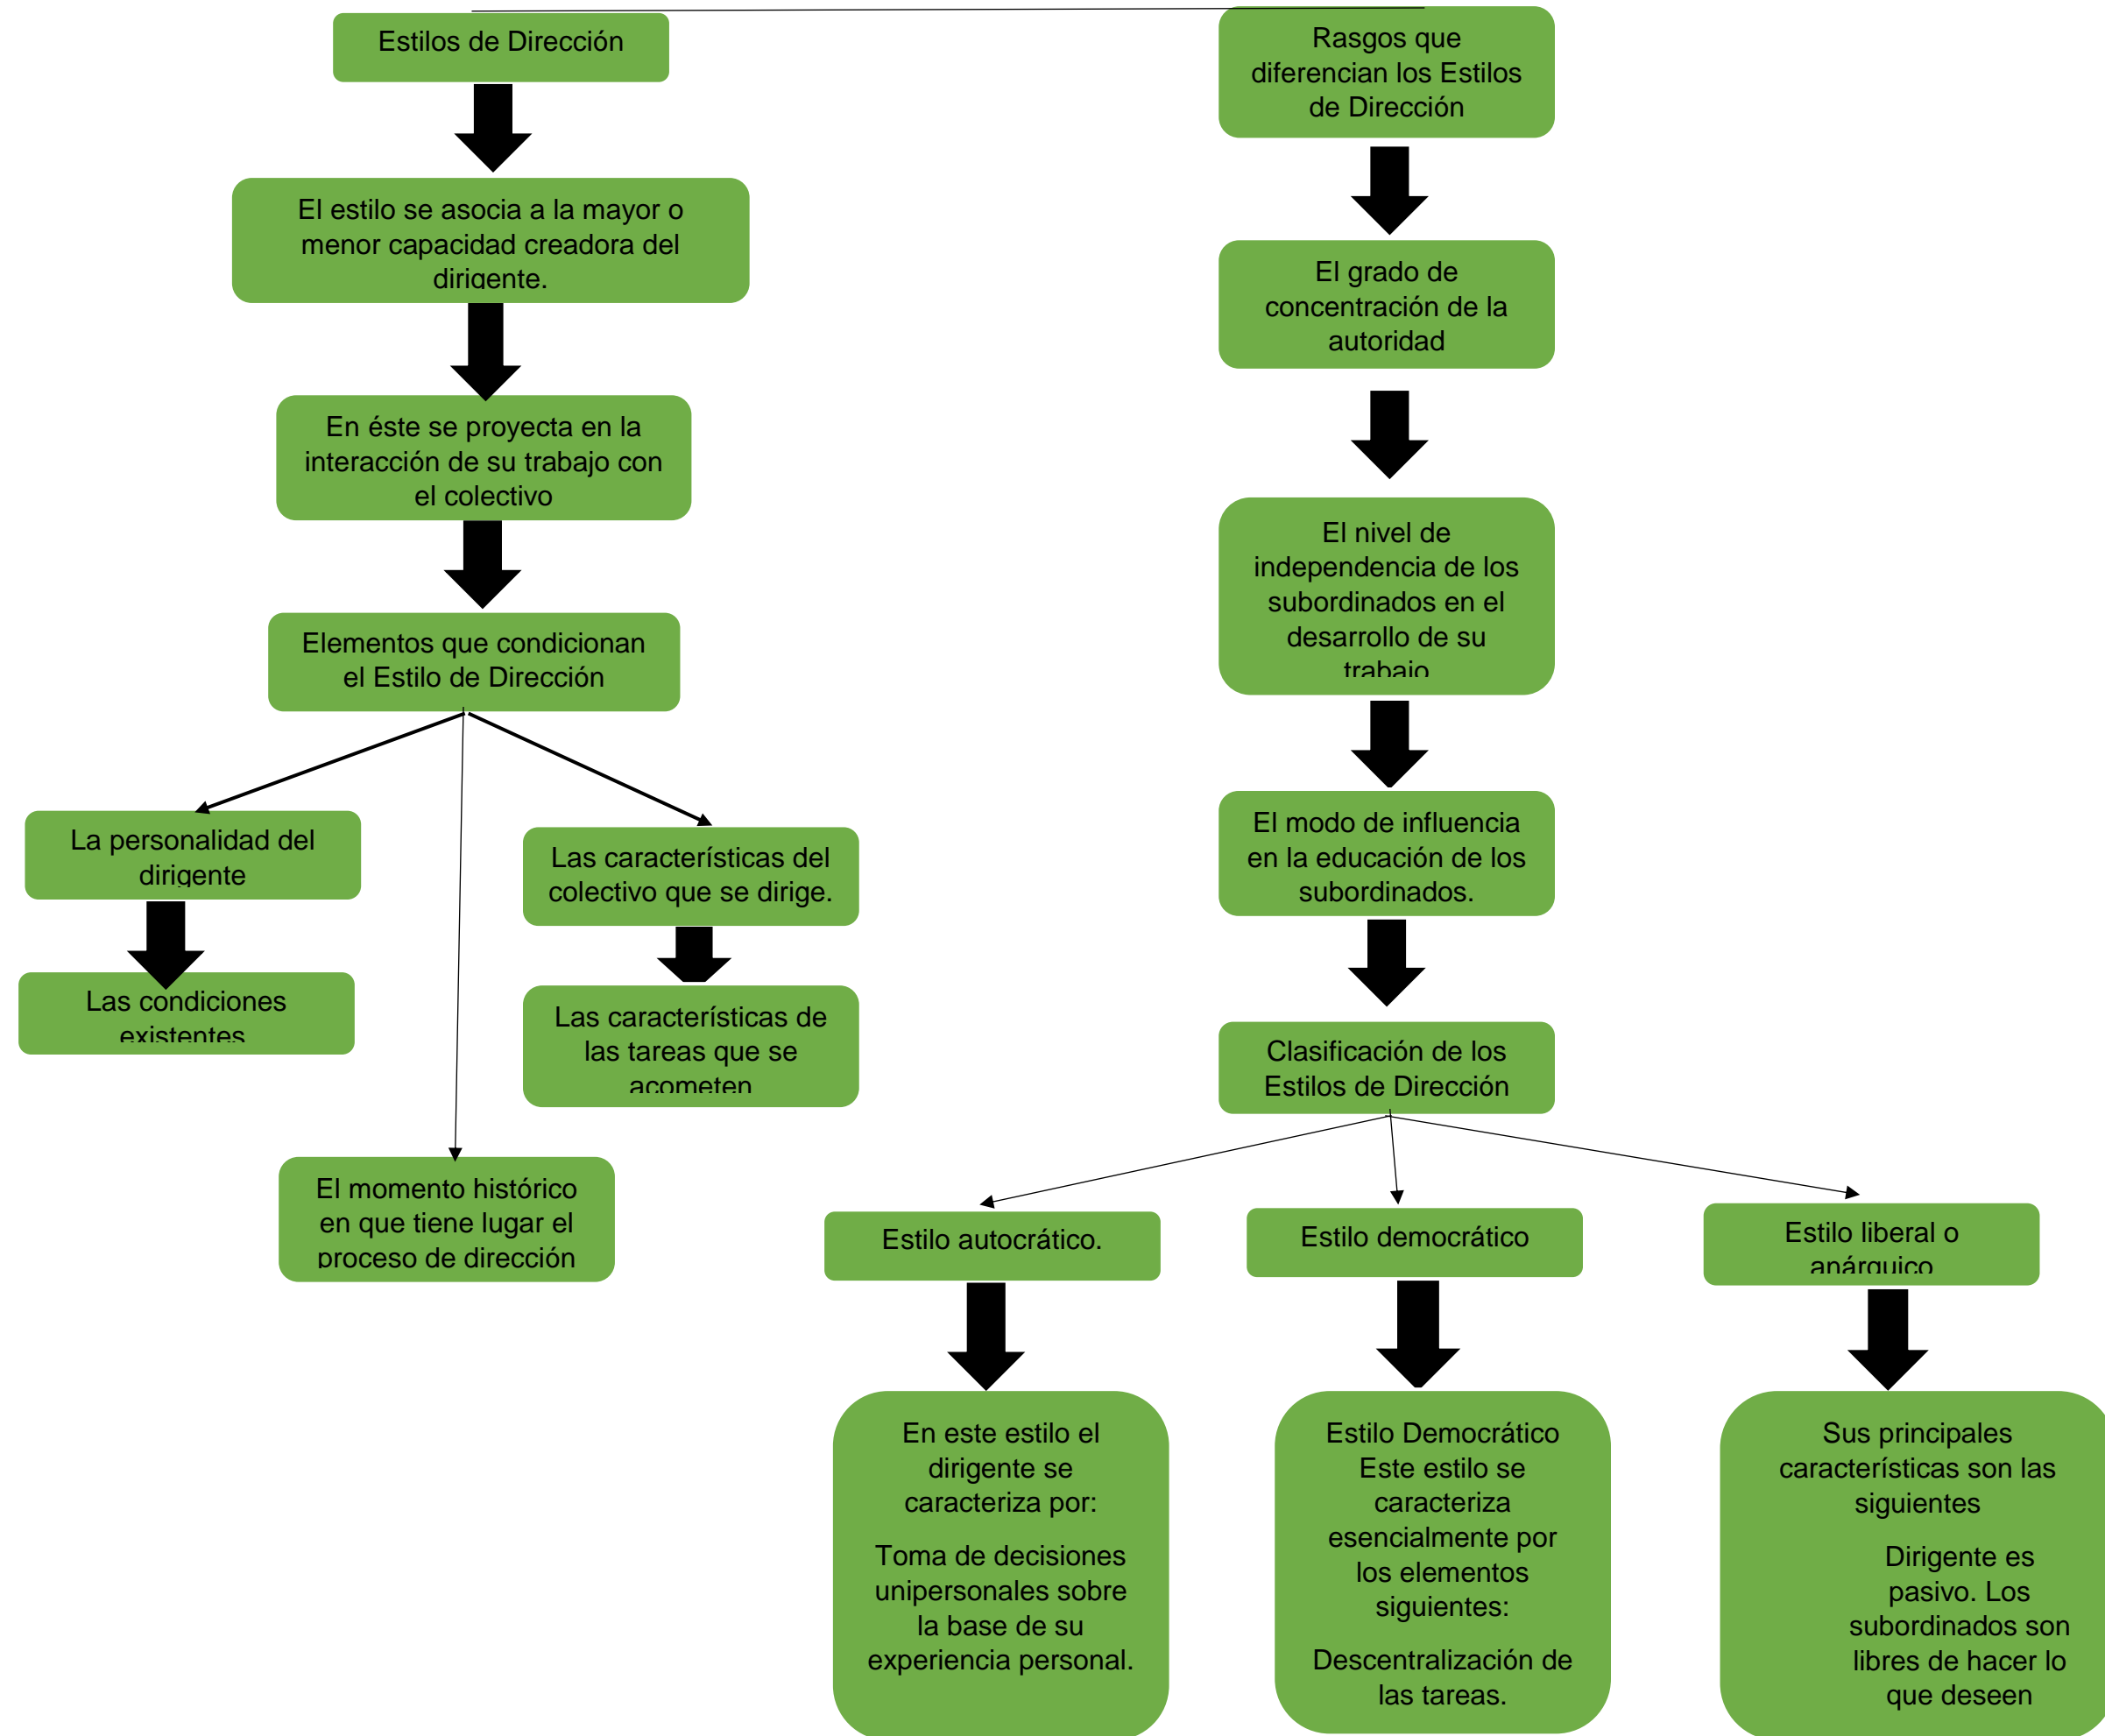 Estilos de Dirección
El estilo se asocia a la mayor o
menor capacidad creadora del
dirigente.
En éste se proyecta en la
interacción de su trabajo con
el colectivo
Elementos que condicionan
el Estilo de Dirección
La personalidad del
dirigente
Las condiciones
existentes
Las características del
colectivo que se dirige.
Las características de
las tareas que se
acometen
El momento histórico
en que tiene lugar el
proceso de dirección
Rasgos que
diferencian los Estilos
de Dirección
El grado de
concentración de la
autoridad
El nivel de
independencia de los
subordinados en el
desarrollo de su
trabajo
El modo de influencia
en la educación de los
subordinados.
Clasificación de los
Estilos de Dirección
Estilo autocrático.
En este estilo el
dirigente se
caracteriza por:
Toma de decisiones
unipersonales sobre
la base de su
experiencia personal.
Estilo democrático
Estilo Democrático
Este estilo se
caracteriza
esencialmente por
los elementos
siguientes:
Descentralización de
las tareas.
Estilo liberal o
anárquico
Sus principales
características son las
siguientes
Dirigente es
pasivo. Los
subordinados son
libres de hacer lo
que deseen